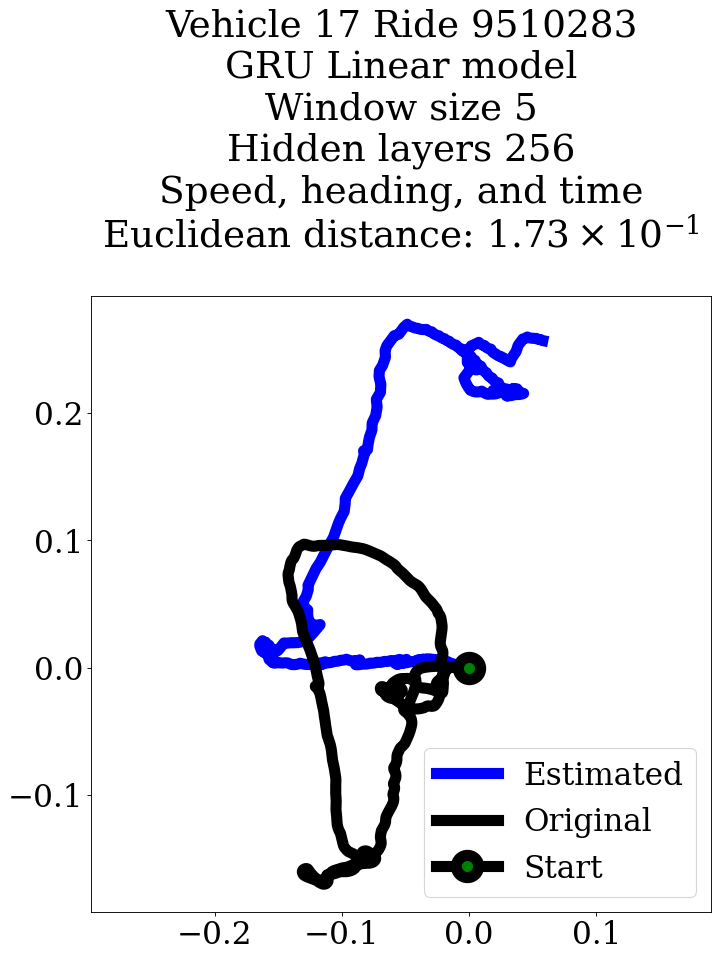 Vehicle 17 Ride 9510283
GRU Linear model
Window size 5
Hidden layers 256
Speed, heading, and time
Euclidean distance: 1.73 × 10⁻¹
0.2
0.1
0.0
−0.1
Estimated
Original
Start
−0.2 −0.1 0.0 0.1